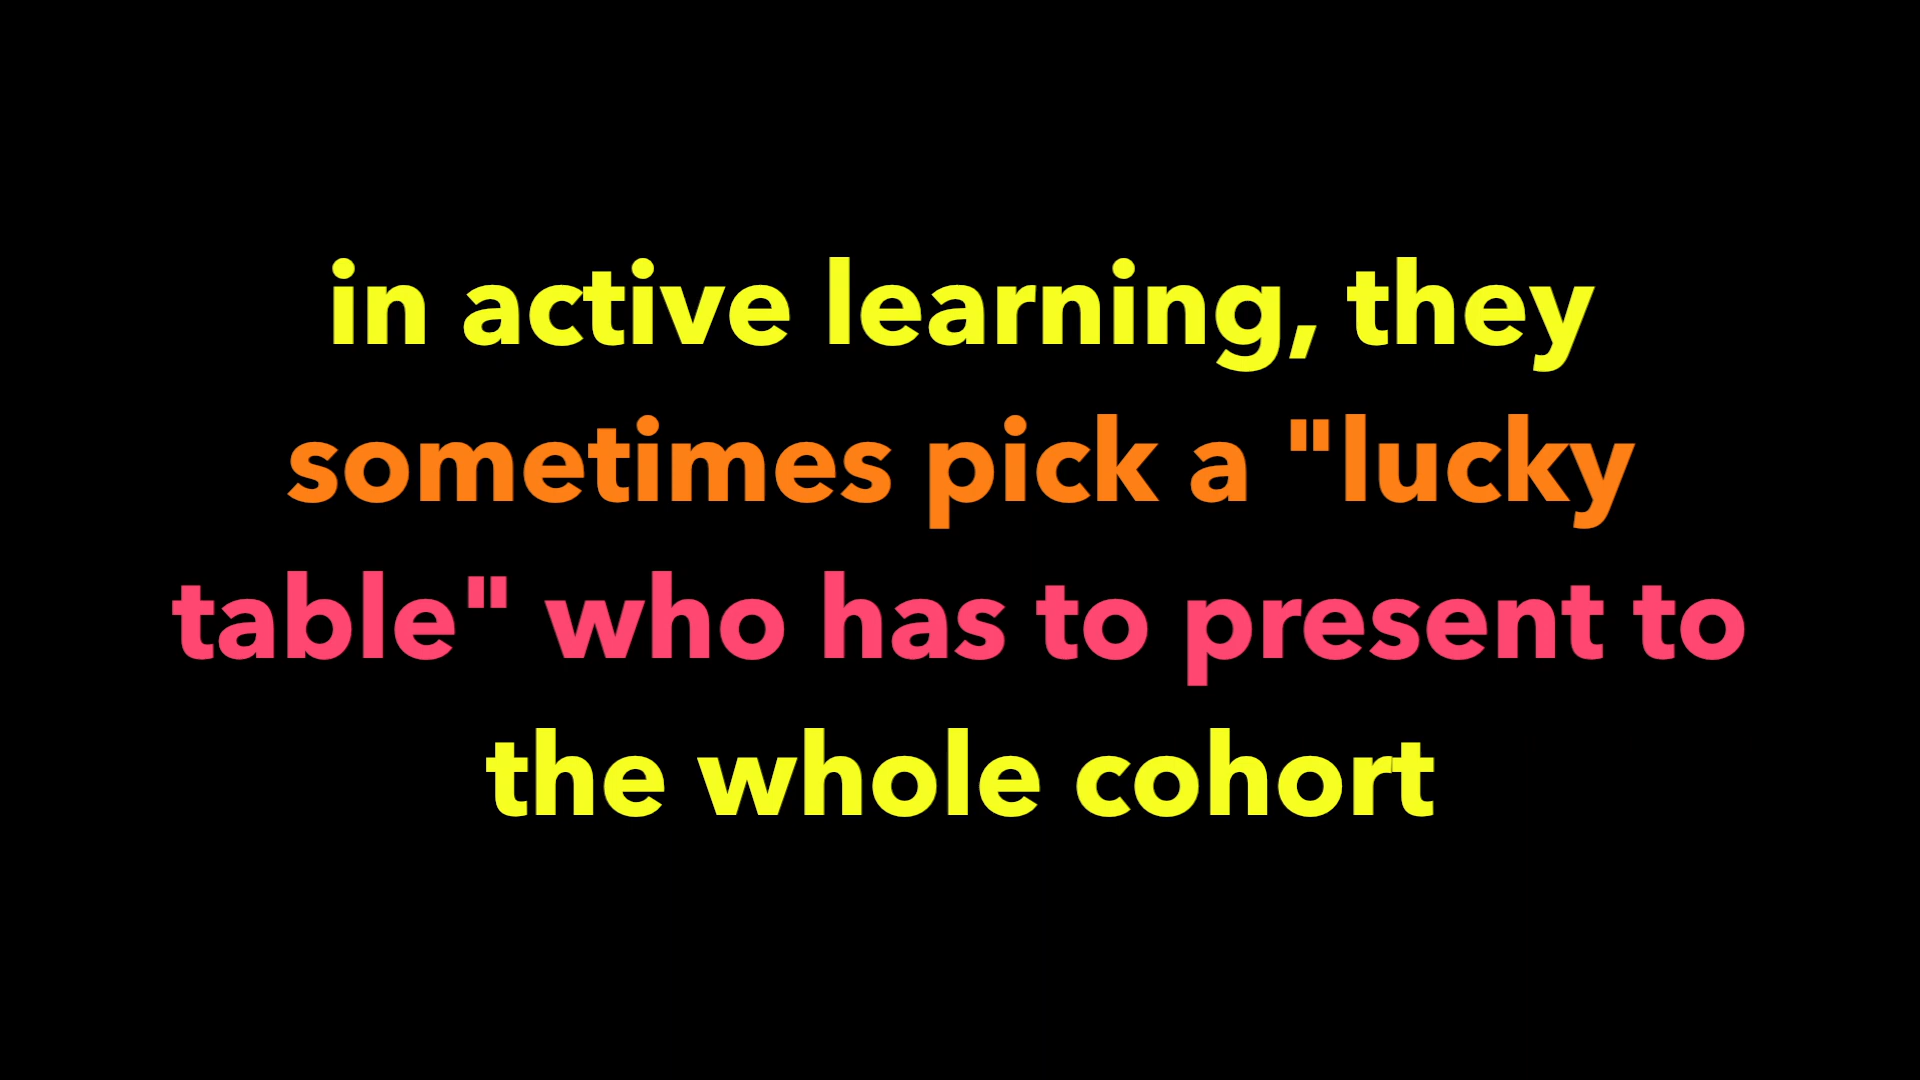 in active learning, they
sometimes pick a "lucky
table" who has to present to
the whole cohort